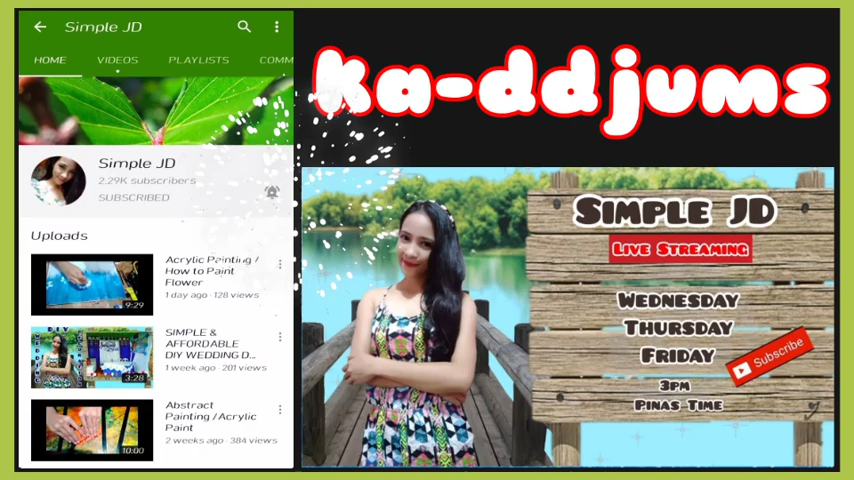 Simple JD
HOME VIDEOS PLAYLISTS COMM
Simple JD
2.29K subscribers
SUBSCRIBED
Uploads
Acrylic Painting /
How to Paint
Flower
1 day ago · 128 views
9:29
SIMPLE &
AFFORDABLE
DIY WEDDING D...
1 week ago · 201 views
DIY
3:28
Abstract
Painting / Acrylic
Paint
2 weeks ago · 384 views
10:00
Ka-ddjums
SIMPLE JD
LIVE STREAMING
WEDNESDAY
THURSDAY
FRIDAY
Subscribe
3PM
PINAS TIME